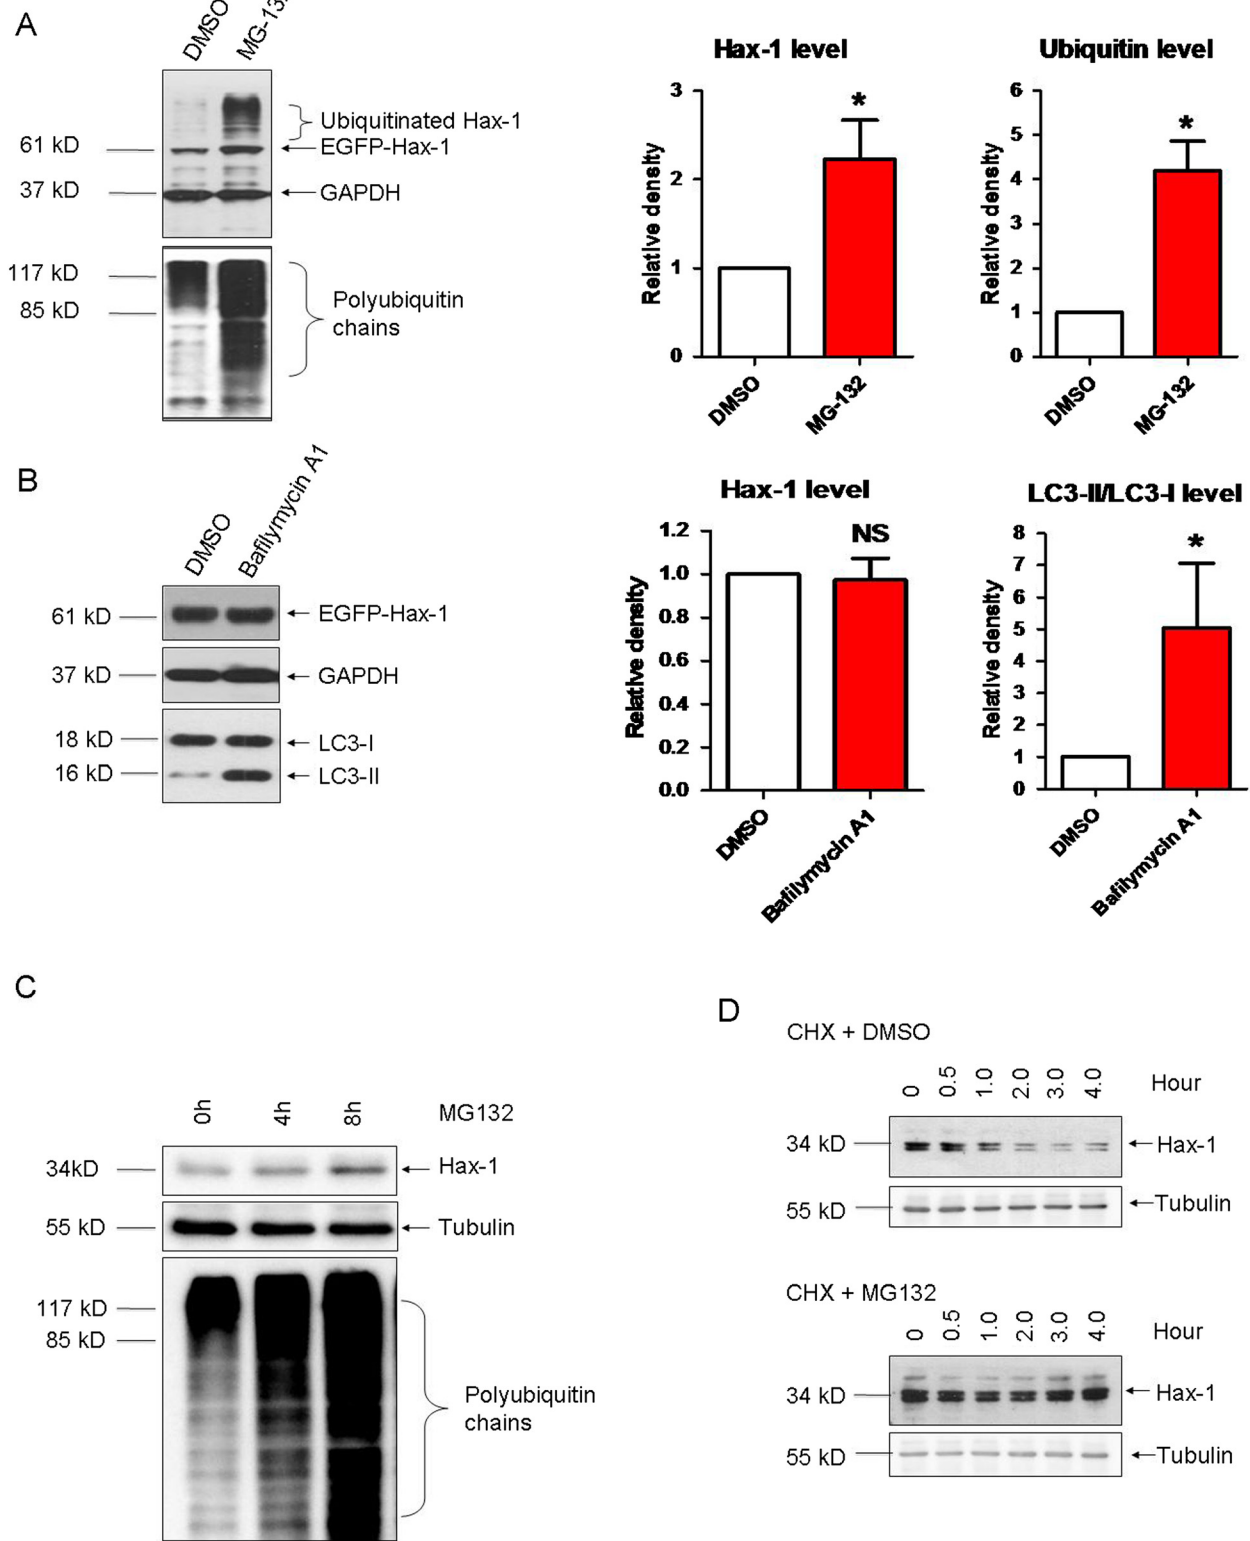 A
DMSO
Ubiquitinated Hax-1
61 kD
EGFP-Hax-1
37 kD
GAPDH
117 kD
85 kD
Polyubiquitin
chains
Hax-1 level
Relative density
3
2
1
0
*
DMSO
MG-132
Ubiquitin level
Relative density
6
5
4
3
2
1
0
*
DMSO
MG-132
B
DMSO
Bafilymycin A1
61 kD
EGFP-Hax-1
37 kD
GAPDH
18 kD
LC3-I
16 kD
LC3-II
Hax-1 level
Relative density
1.2
1.0
0.8
0.6
0.4
0.2
0.0
NS
DMSO
Bafilymycin A1
LC3-II/LC3-I level
Relative density
8
7
6
5
4
3
2
1
0
*
DMSO
Bafilymycin A1
C
0h 4h 8h MG132
34kD
Hax-1
55 kD
Tubulin
117 kD
85 kD
Polyubiquitin
chains
D
CHX + DMSO
0 0.5 1.0 2.0 3.0 4.0 Hour
34 kD
Hax-1
55 kD
Tubulin
CHX + MG132
0 0.5 1.0 2.0 3.0 4.0 Hour
34 kD
Hax-1
55 kD
Tubulin